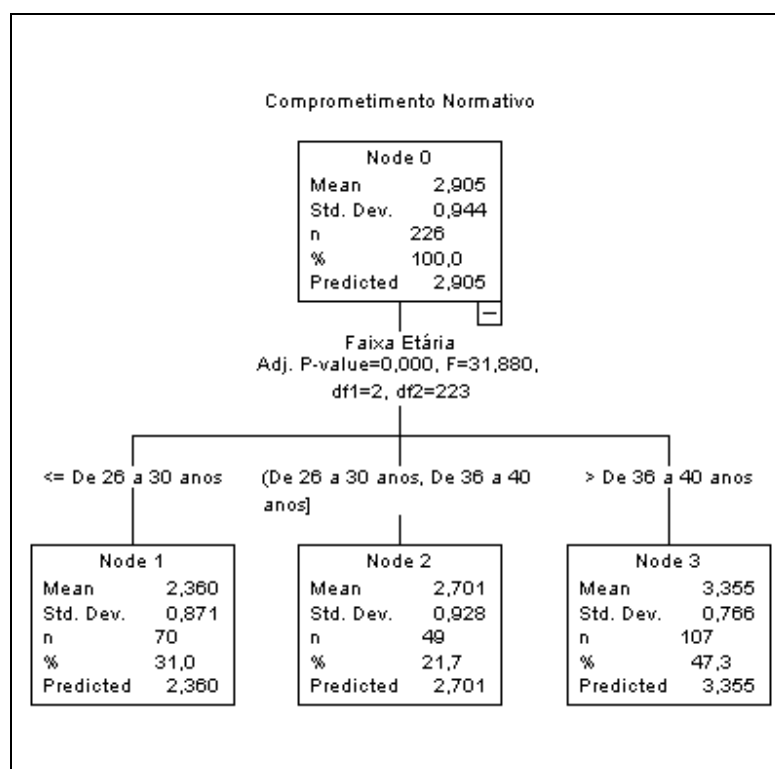 Comprometimento Normativo
Node 0
Mean 2,905
Std. Dev. 0,944
n 226
% 100,0
Predicted 2,905
Faixa Etária
Adj. P-value=0,000, F=31,880,
df1=2, df2=223
<= De 26 a 30 anos
(De 26 a 30 anos, De 36 a 40
anos]
> De 36 a 40 anos
Node 1
Mean 2,360
Std. Dev. 0,871
n 70
% 31,0
Predicted 2,360
Node 2
Mean 2,701
Std. Dev. 0,928
n 49
% 21,7
Predicted 2,701
Node 3
Mean 3,355
Std. Dev. 0,766
n 107
% 47,3
Predicted 3,355